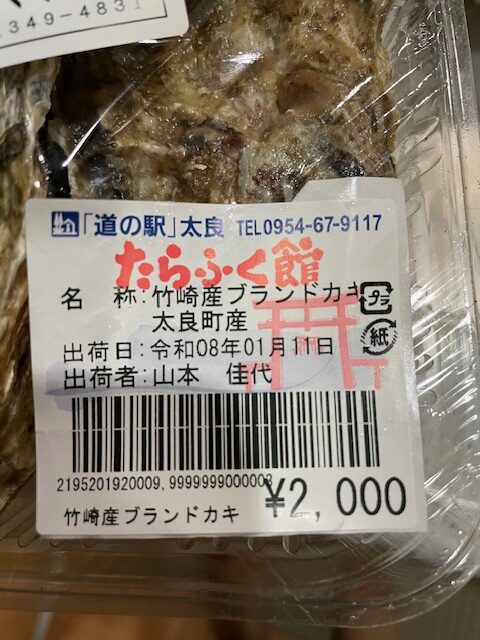 349-4831
「道の駅」太良 TEL0954-67-9117
たらふく館
名 称:竹崎産ブランドカキ
太良町産
プラ
紙
出荷日:令和08年01月11日
出荷者:山本 佳代
2195201920009,9999999000003
¥2,000
竹崎産ブランドカキ